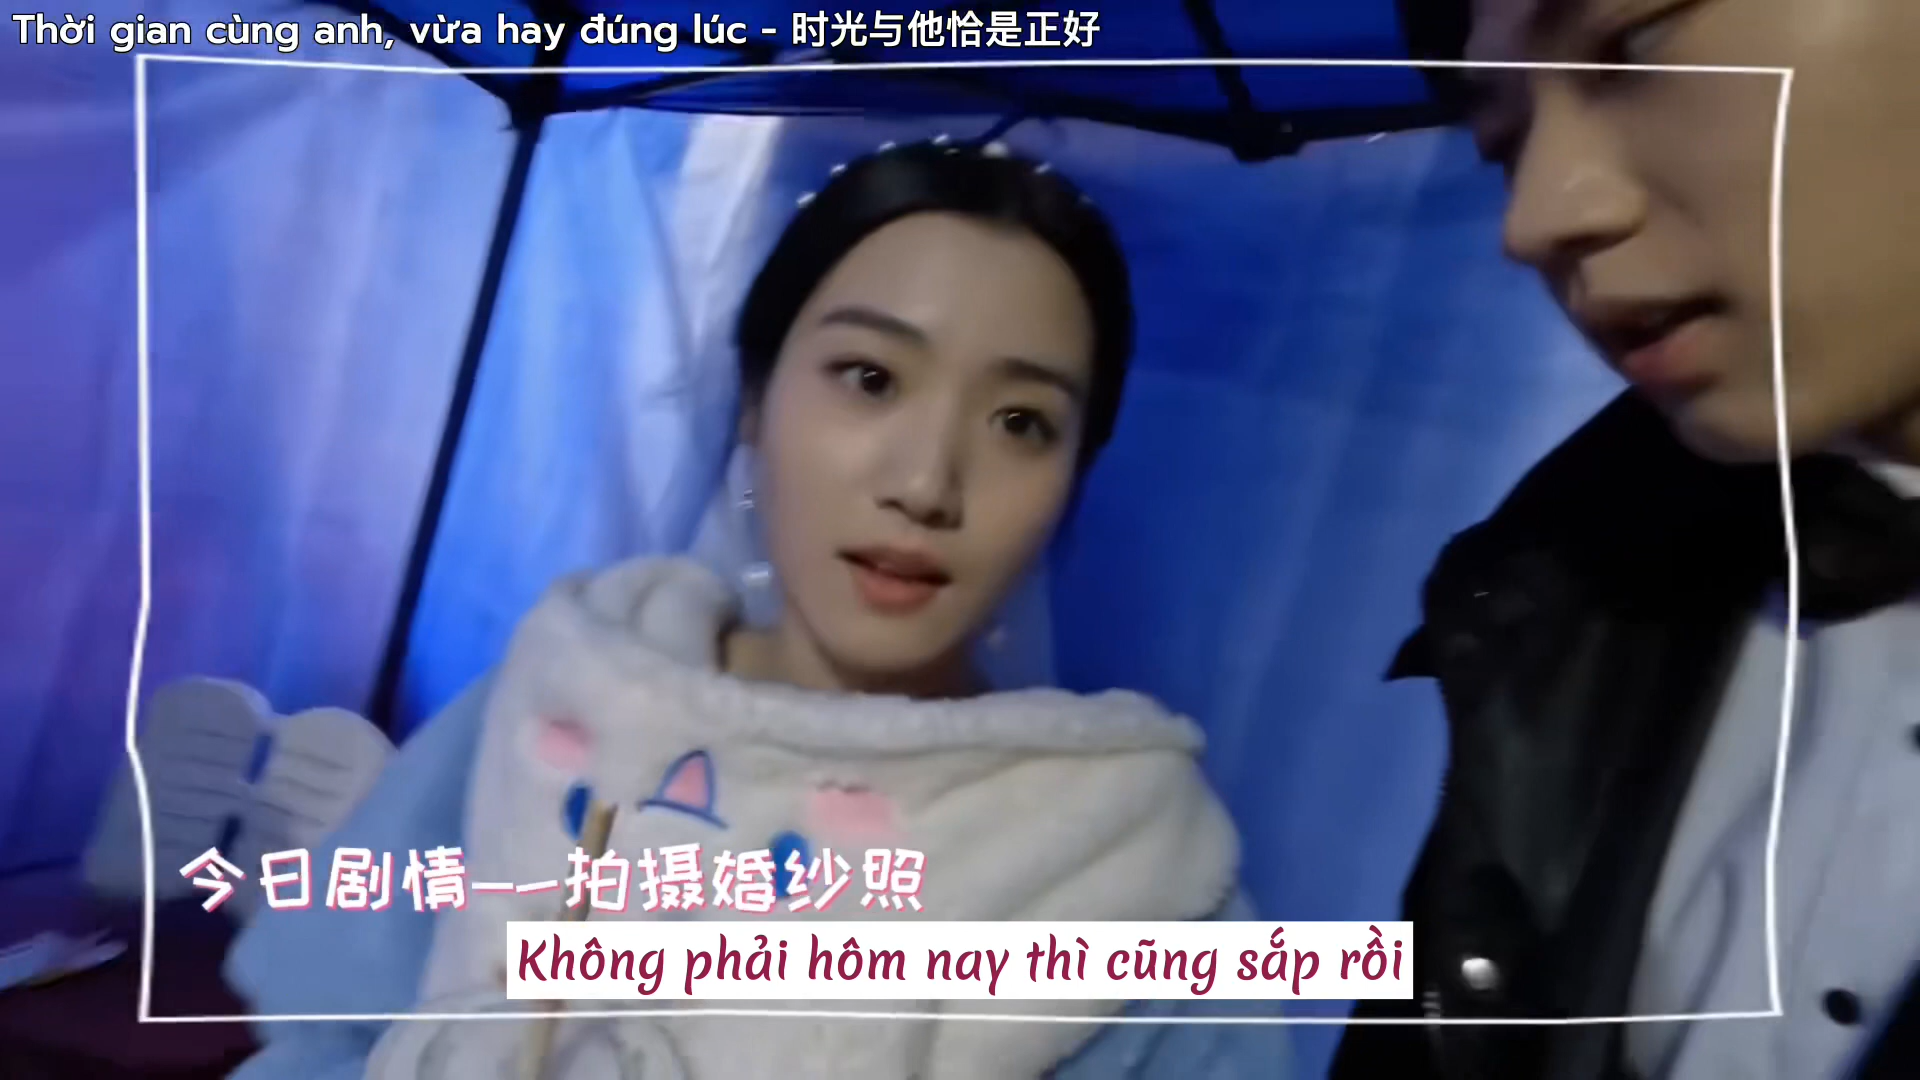 Thời gian cùng anh, vừa hay đúng lúc - 时光与他恰是正好
今日剧情——拍摄婚纱照
Không phải hôm nay thì cũng sắp rồi